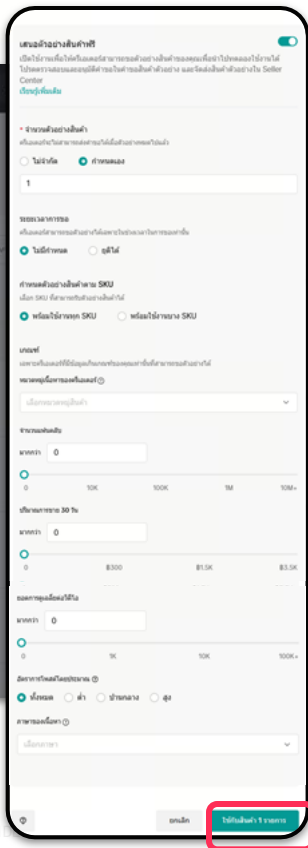 เสนอตัวอย่างสินค้าฟรี
เปิดใช้งานเพื่อให้ครีเอเตอร์สามารถขอตัวอย่างสินค้าของคุณเพื่อนำไปทดลองใช้งานได้
โปรดตรวจสอบและอนุมัติคำขอในคำขอสินค้าตัวอย่าง และจัดส่งสินค้าตัวอย่างใน Seller
Center
เรียนรู้เพิ่มเติม
* จำนวนตัวอย่างสินค้า
ครีเอเตอร์จะไม่สามารถส่งคำขอได้เมื่อตัวอย่างหมดไปแล้ว
ไม่จำกัด กำหนดเอง
1
ระยะเวลาการขอ
ครีเอเตอร์สามารถขอตัวอย่างได้เฉพาะในช่วงเวลาในการขอเท่านั้น
ไม่มีกำหนด ยุติได้
กำหนดตัวอย่างสินค้าตาม SKU
เลือก SKU ที่สามารถรับตัวอย่างสินค้าได้
พร้อมใช้งานทุก SKU พร้อมใช้งานบาง SKU
เกณฑ์
เฉพาะครีเอเตอร์ที่มีข้อมูลเกินเกณฑ์ของคุณเท่านั้นที่สามารถขอตัวอย่างได้
หมวดหมู่เนื้อหาของครีเอเตอร์
เลือกหมวดหมู่สินค้า
จำนวนแฟนคลับ
มากกว่า 0
0 10K 100K 1M 10M+
ปริมาณการขาย 30 วัน
มากกว่า 0
0 ฿300 ฿1.5K ฿3.5K
ยอดการดูเฉลี่ยต่อวิดีโอ
มากกว่า 0
0 1K 10K 100K+
อัตราการโพสต์โดยประมาณ
ทั้งหมด ต่ำ ปานกลาง สูง
ภาษาของเนื้อหา
เลือกภาษา
ยกเลิก ใช้กับสินค้า 1 รายการ